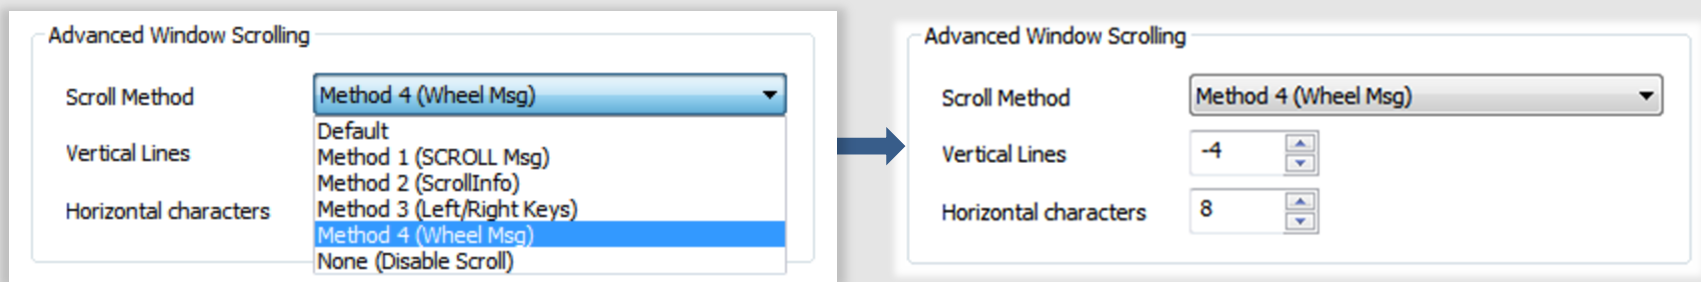 Advanced Window Scrolling
Scroll Method
Method 4 (Wheel Msg)
Default
Method 1 (SCROLL Msg)
Vertical Lines
Method 2 (ScrollInfo)
Method 3 (Left/Right Keys)
Horizontal characters
Method 4 (Wheel Msg)
None (Disable Scroll)
Advanced Window Scrolling
Scroll Method
Method 4 (Wheel Msg)
Vertical Lines
-4
Horizontal characters
8